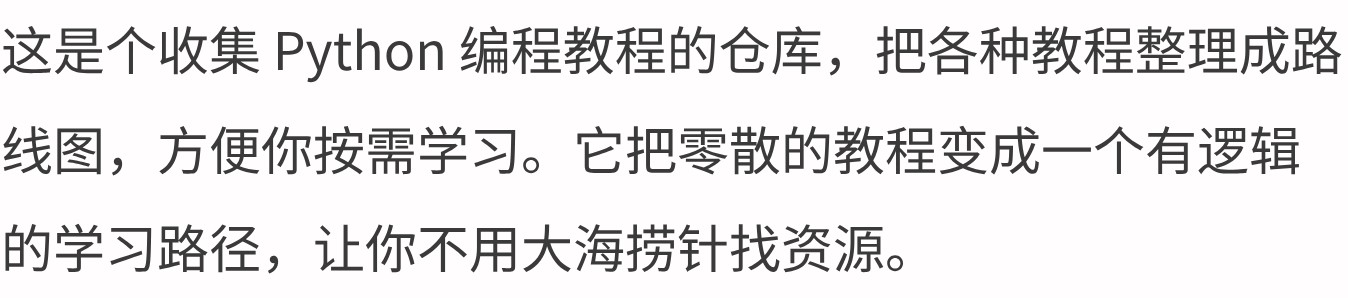 这是个收集 Python 编程教程的仓库，把各种教程整理成路
线图，方便你按需学习。它把零散的教程变成一个有逻辑
的学习路径，让你不用大海捞针找资源。